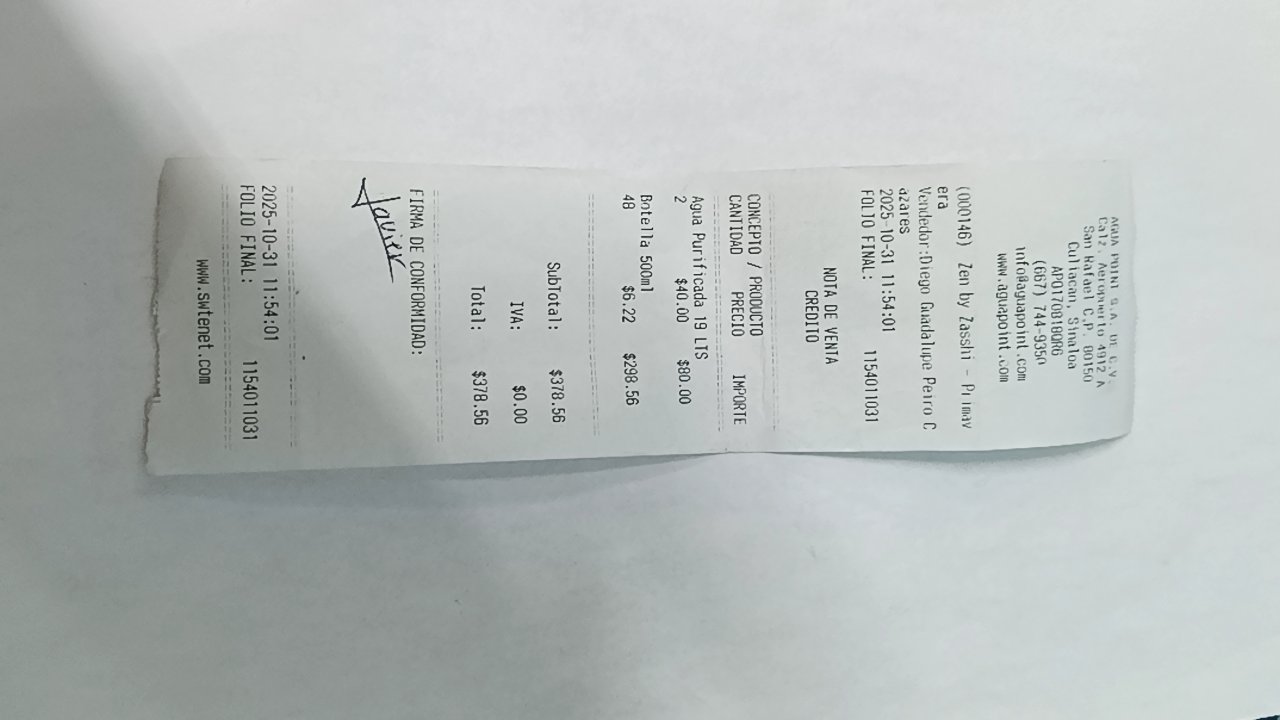 AGUA POINT S.A. DE C.V.
Calz. Aeropuerto 4912 A
San Rafael C.P. 80150
Culiacan, Sinaloa
APO170818QR6
(667) 744-9350
info@aguapoint.com
www.aguapoint.com
(000146) Zen by Zasshi - Primav
era
Vendedor:Diego Guadalupe Peiro C
azares
2025-10-31 11:54:01
FOLIO FINAL: 1154011031
NOTA DE VENTA
CREDITO
CONCEPTO / PRODUCTO
CANTIDAD PRECIO IMPORTE
Agua Purificada 19 LTS
2 $40.00 $80.00
Botella 500ml
48 $6.22 $298.56
SubTotal: $378.56
IVA: $0.00
Total: $378.56
FIRMA DE CONFORMIDAD:
Javier
2025-10-31 11:54:01
FOLIO FINAL: 1154011031
www.swtenet.com